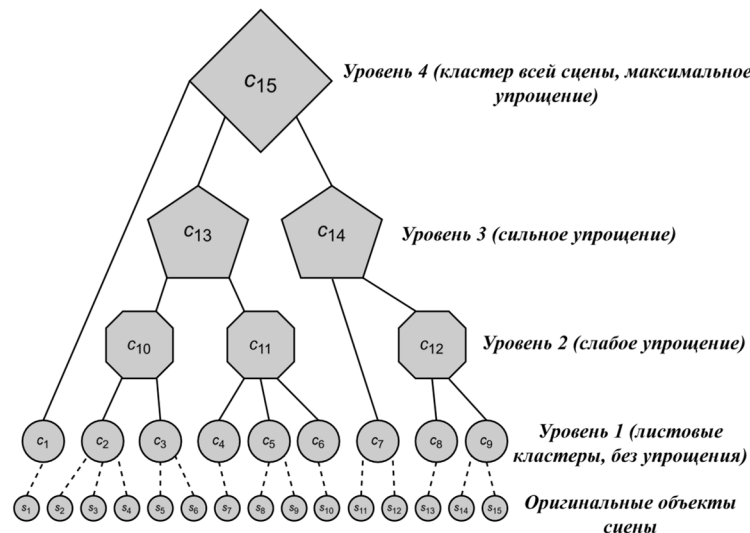 c15
Уровень 4 (кластер всей сцены, максимальное
упрощение)
c13
c14
Уровень 3 (сильное упрощение)
c10
c11
c12
Уровень 2 (слабое упрощение)
c1 c2 c3 c4 c5 c6 c7 c8 c9
Уровень 1 (листовые
кластеры, без упрощения)
s1 s2 s3 s4 s5 s6 s7 s8 s9 s10 s11 s12 s13 s14 s15
Оригинальные объекты
сцены